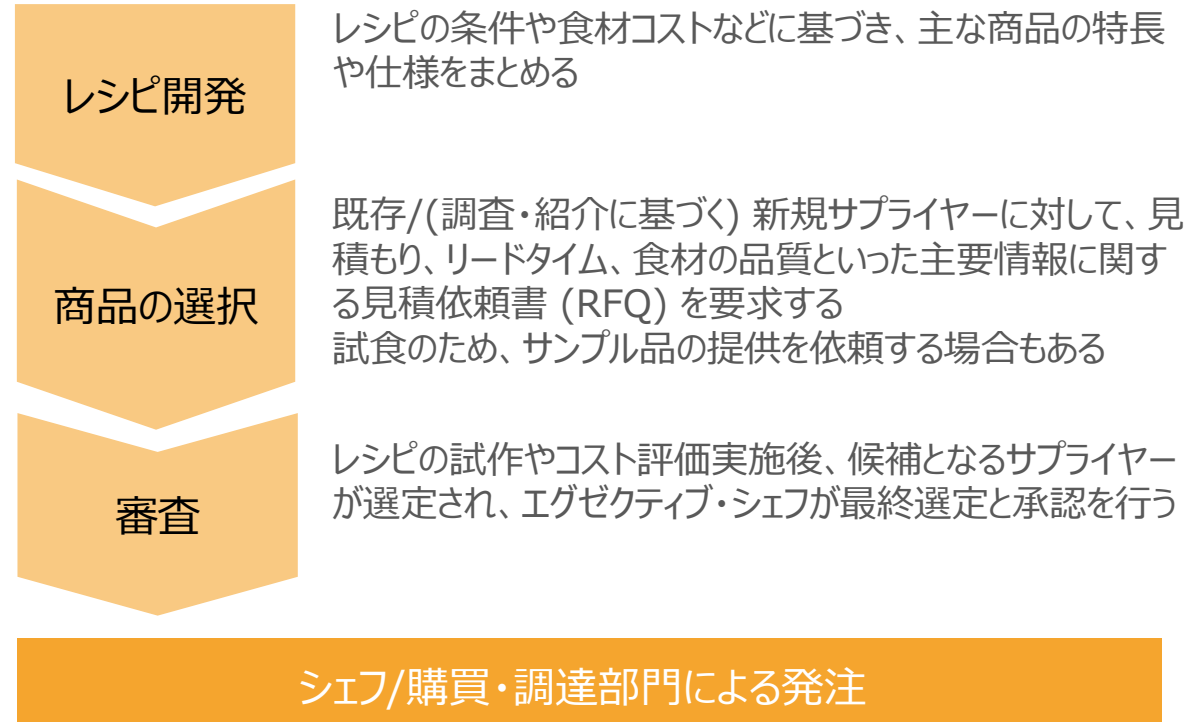 レシピ開発
レシピの条件や食材コストなどに基づき、主な商品の特長
や仕様をまとめる
商品の選択
既存/(調査・紹介に基づく) 新規サプライヤーに対して、見
積もり、リードタイム、食材の品質といった主要情報に関す
る見積依頼書 (RFQ) を要求する
試食のため、サンプル品の提供を依頼する場合もある
審査
レシピの試作やコスト評価実施後、候補となるサプライヤー
が選定され、エグゼクティブ・シェフが最終選定と承認を行う
シェフ/購買・調達部門による発注